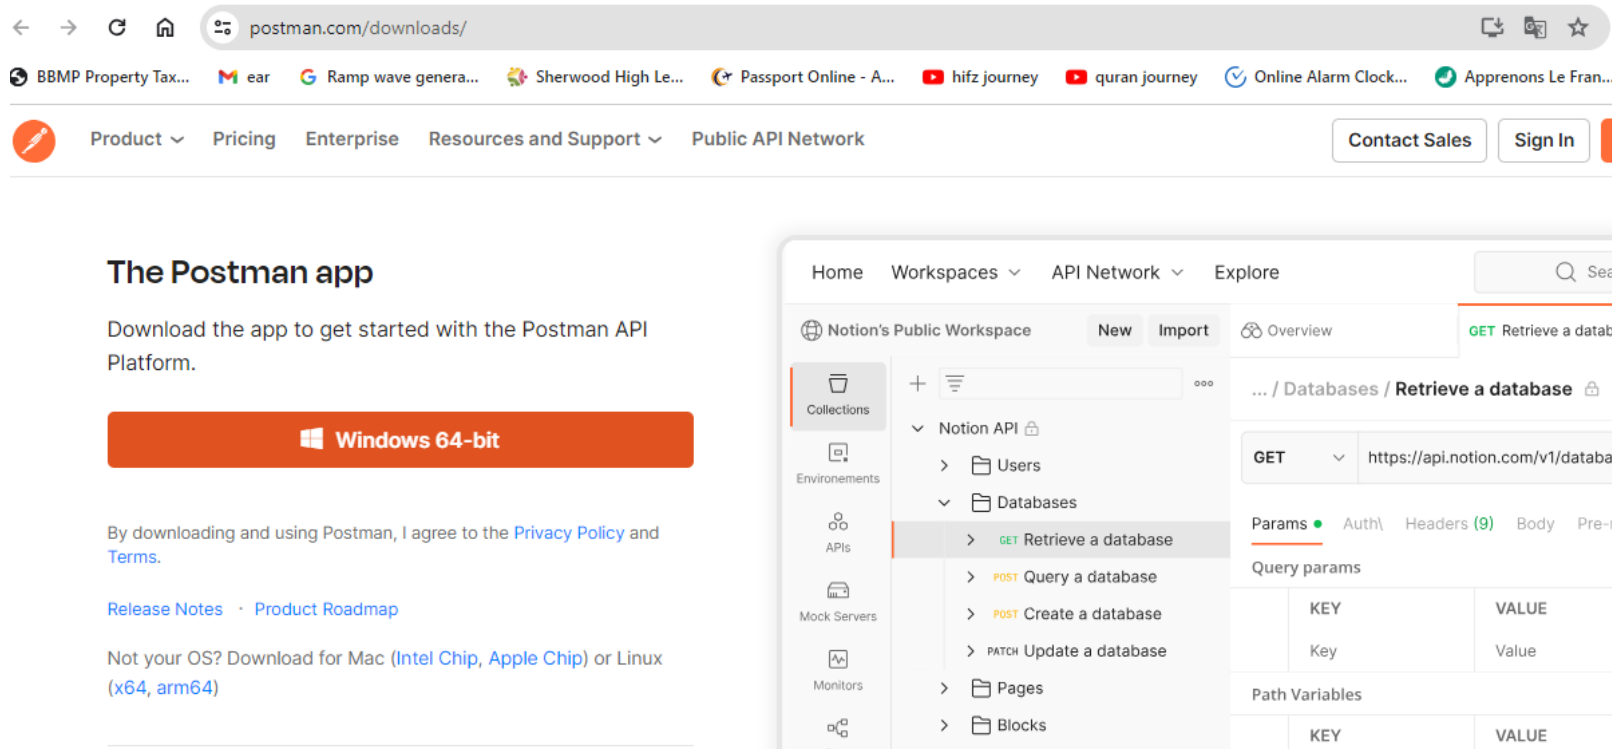 postman.com/downloads/
BBMP Property Tax... ear Ramp wave genera... Sherwood High Le... Passport Online - A... hifz journey quran journey Online Alarm Clock... Apprenons Le Fran...
Product Pricing Enterprise Resources and Support Public API Network Contact Sales Sign In
The Postman app
Download the app to get started with the Postman API
Platform.
Windows 64-bit
By downloading and using Postman, I agree to the Privacy Policy and
Terms.
Release Notes · Product Roadmap
Not your OS? Download for Mac (Intel Chip, Apple Chip) or Linux
(x64, arm64)
Home Workspaces API Network Explore Sea
Notion's Public Workspace New Import
Collections
Environements
APIs
Mock Servers
Monitors
Notion API
Users
Databases
GET Retrieve a database
POST Query a database
POST Create a database
PATCH Update a database
Pages
Blocks
Overview GET Retrieve a datab
... / Databases / Retrieve a database
GET https://api.notion.com/v1/databa
Params Auth\ Headers (9) Body Pre-r
Query params
KEY VALUE
Key Value
Path Variables
KEY VALUE